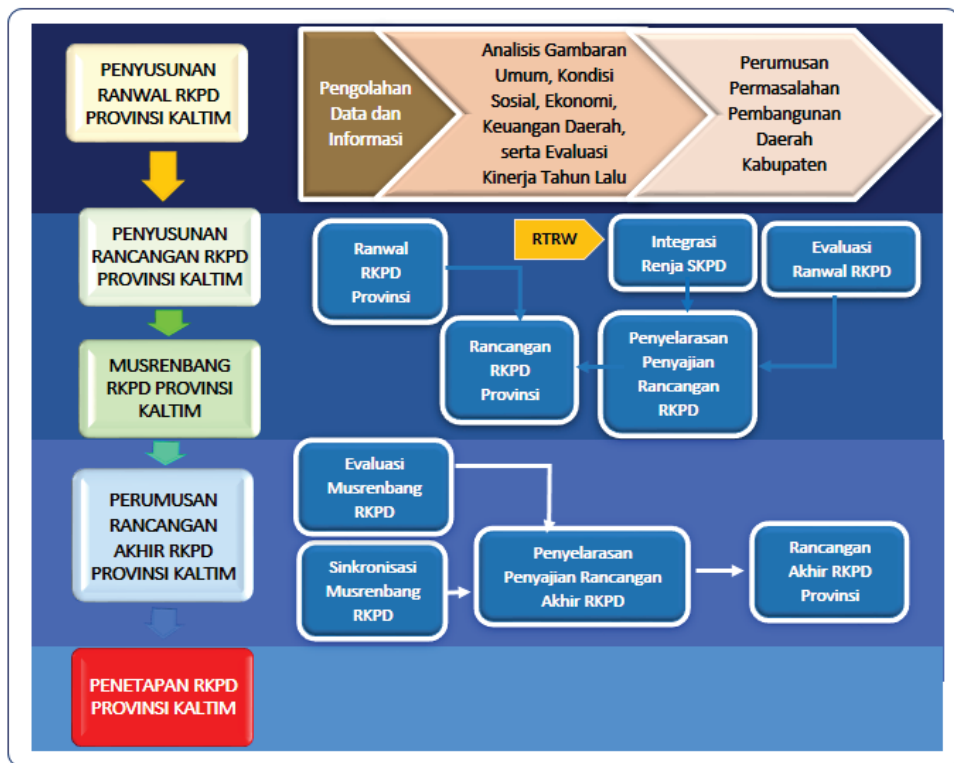 PENYUSUNAN
RANWAL RKPD
PROVINSI KALTIM
Pengolahan
Data dan
Informasi
Analisis Gambaran
Umum, Kondisi
Sosial, Ekonomi,
Keuangan Daerah,
serta Evaluasi
Kinerja Tahun Lalu
Perumusan
Permasalahan
Pembangunan
Daerah
Kabupaten
PENYUSUNAN
RANCANGAN RKPD
PROVINSI KALTIM
Ranwal
RKPD
Provinsi
RTRW
Integrasi
Renja SKPD
Evaluasi
Ranwal RKPD
MUSRENBANG
RKPD PROVINSI
KALTIM
Rancangan
RKPD
Provinsi
Penyelarasan
Penyajian
Rancangan
RKPD
PERUMUSAN
RANCANGAN
AKHIR RKPD
PROVINSI KALTIM
Evaluasi
Musrenbang
RKPD
Sinkronisasi
Musrenbang
RKPD
Penyelarasan
Penyajian Rancangan
Akhir RKPD
Rancangan
Akhir RKPD
Provinsi
PENETAPAN RKPD
PROVINSI KALTIM